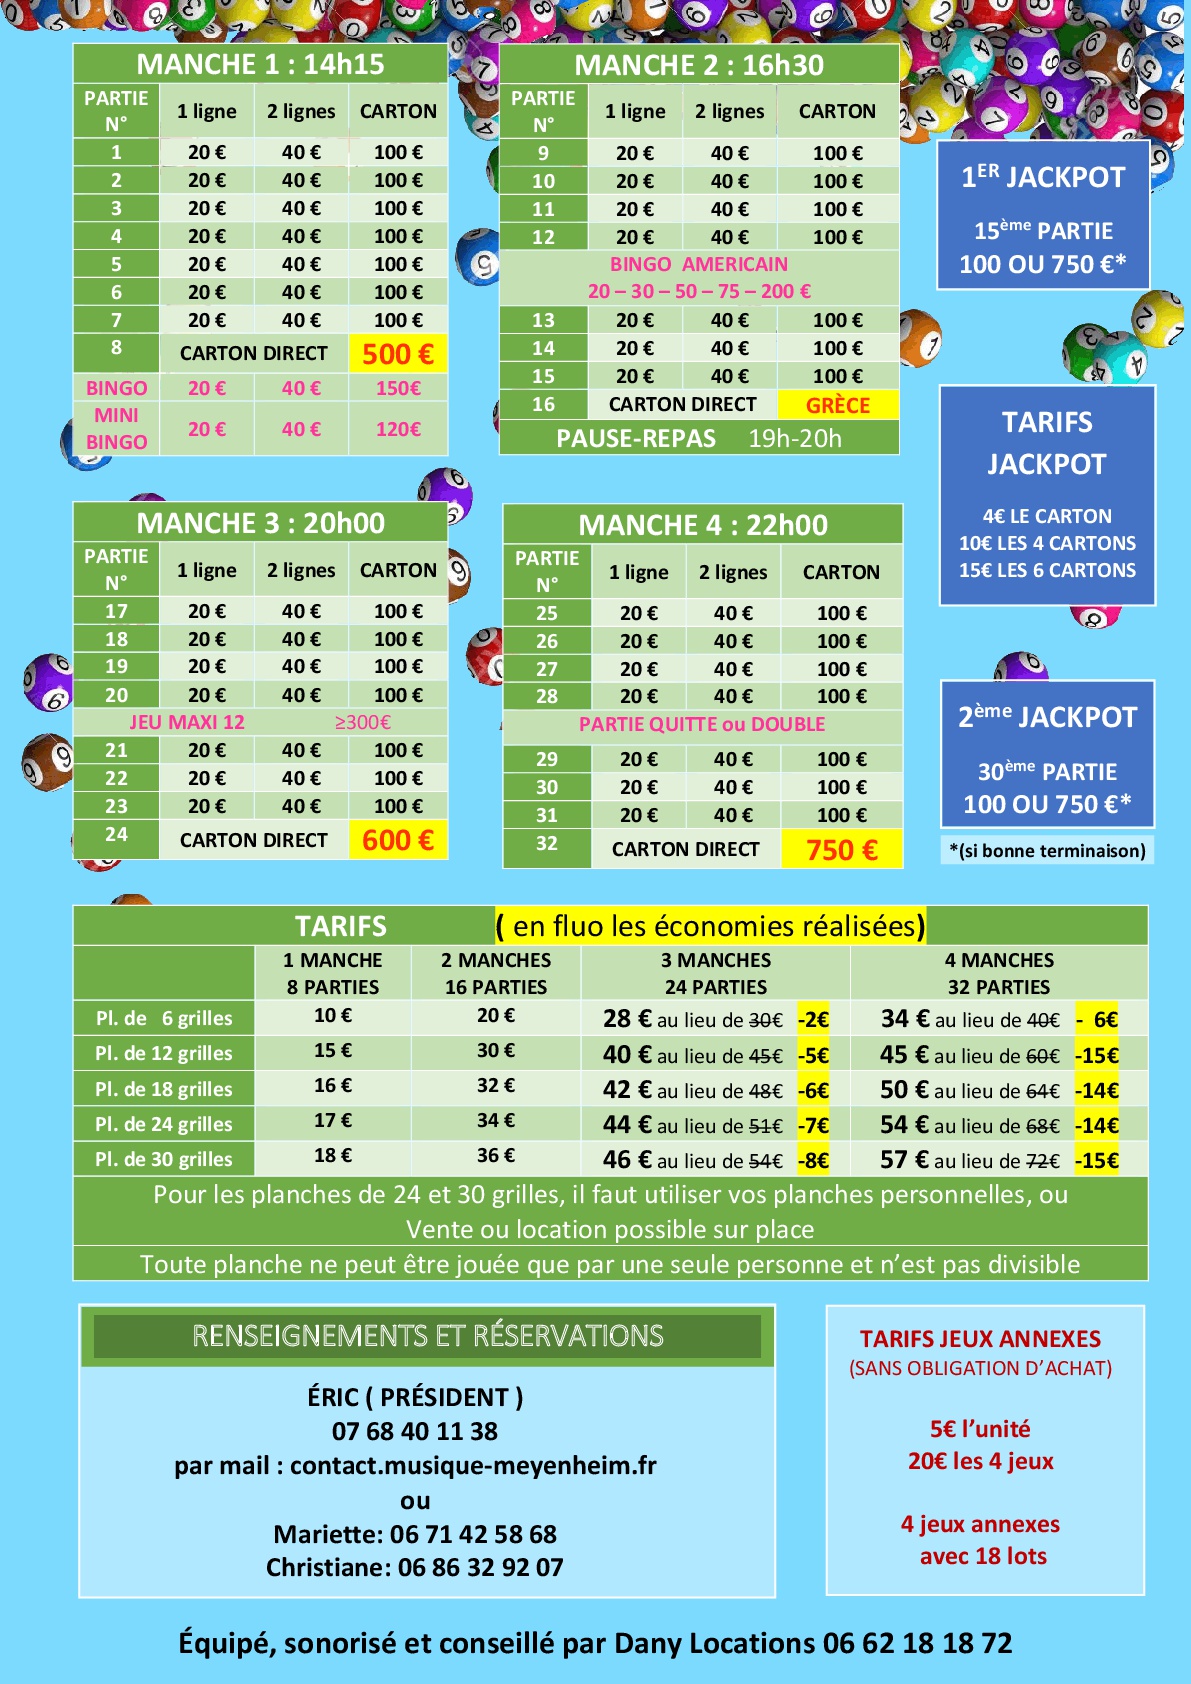 MANCHE 1 : 14h15
PARTIE N° 1 ligne 2 lignes CARTON
1 20 € 40 € 100 €
2 20 € 40 € 100 €
3 20 € 40 € 100 €
4 20 € 40 € 100 €
5 20 € 40 € 100 €
6 20 € 40 € 100 €
7 20 € 40 € 100 €
8 CARTON DIRECT 500 €
BINGO 20 € 40 € 150€
MINI BINGO 20 € 40 € 120€
MANCHE 2 : 16h30
PARTIE N° 1 ligne 2 lignes CARTON
9 20 € 40 € 100 €
10 20 € 40 € 100 €
11 20 € 40 € 100 €
12 20 € 40 € 100 €
BINGO AMERICAIN
20 – 30 – 50 – 75 – 200 €
13 20 € 40 € 100 €
14 20 € 40 € 100 €
15 20 € 40 € 100 €
16 CARTON DIRECT GRÈCE
PAUSE-REPAS 19h-20h
1ER JACKPOT
15ème PARTIE
100 OU 750 €*
TARIFS
JACKPOT
4€ LE CARTON
10€ LES 4 CARTONS
15€ LES 6 CARTONS
MANCHE 3 : 20h00
PARTIE N° 1 ligne 2 lignes CARTON
17 20 € 40 € 100 €
18 20 € 40 € 100 €
19 20 € 40 € 100 €
20 20 € 40 € 100 €
JEU MAXI 12 ≥300€
21 20 € 40 € 100 €
22 20 € 40 € 100 €
23 20 € 40 € 100 €
24 CARTON DIRECT 600 €
MANCHE 4 : 22h00
PARTIE N° 1 ligne 2 lignes CARTON
25 20 € 40 € 100 €
26 20 € 40 € 100 €
27 20 € 40 € 100 €
28 20 € 40 € 100 €
PARTIE QUITTE ou DOUBLE
29 20 € 40 € 100 €
30 20 € 40 € 100 €
31 20 € 40 € 100 €
32 CARTON DIRECT 750 €
2ème JACKPOT
30ème PARTIE
100 OU 750 €*
*(si bonne terminaison)
TARIFS ( en fluo les économies réalisées)
1 MANCHE 2 MANCHES 3 MANCHES 4 MANCHES
8 PARTIES 16 PARTIES 24 PARTIES 32 PARTIES
Pl. de 6 grilles 10 € 20 € 28 € au lieu de 30€ -2€ 34 € au lieu de 40€ - 6€
Pl. de 12 grilles 15 € 30 € 40 € au lieu de 45€ -5€ 45 € au lieu de 60€ -15€
Pl. de 18 grilles 16 € 32 € 42 € au lieu de 48€ -6€ 50 € au lieu de 64€ -14€
Pl. de 24 grilles 17 € 34 € 44 € au lieu de 51€ -7€ 54 € au lieu de 68€ -14€
Pl. de 30 grilles 18 € 36 € 46 € au lieu de 54€ -8€ 57 € au lieu de 72€ -15€
Pour les planches de 24 et 30 grilles, il faut utiliser vos planches personnelles, ou
Vente ou location possible sur place
Toute planche ne peut être jouée que par une seule personne et n’est pas divisible
RENSEIGNEMENTS ET RÉSERVATIONS
ÉRIC ( PRÉSIDENT )
07 68 40 11 38
par mail : contact.musique-meyenheim.fr
ou
Mariette: 06 71 42 58 68
Christiane: 06 86 32 92 07
TARIFS JEUX ANNEXES
(SANS OBLIGATION D’ACHAT)
5€ l’unité
20€ les 4 jeux
4 jeux annexes
avec 18 lots
Équipé, sonorisé et conseillé par Dany Locations 06 62 18 18 72